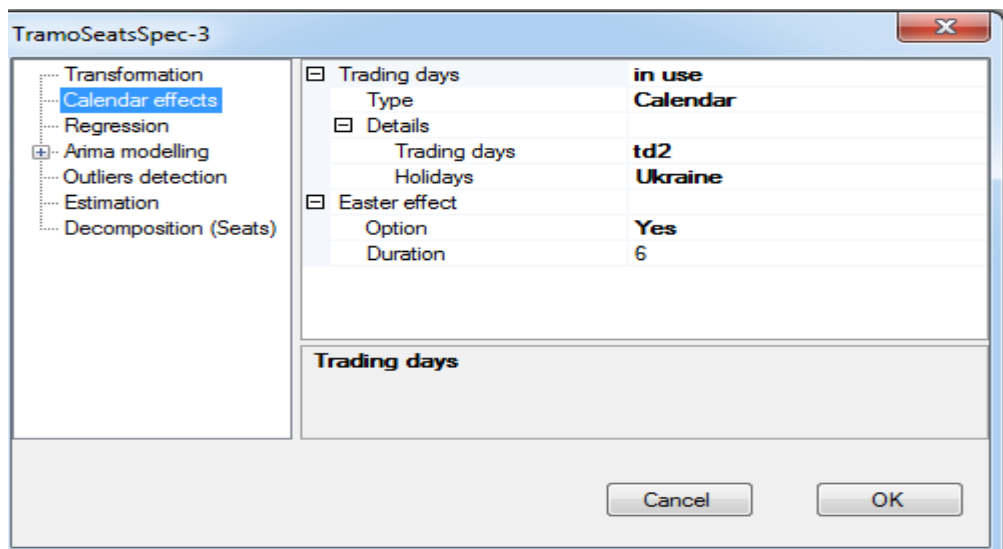 TramoSeatsSpec-3
Transformation
Calendar effects
Regression
Arima modelling
Outliers detection
Estimation
Decomposition (Seats)
Trading days in use
Type Calendar
Details
Trading days td2
Holidays Ukraine
Easter effect
Option Yes
Duration 6
Trading days
Cancel OK